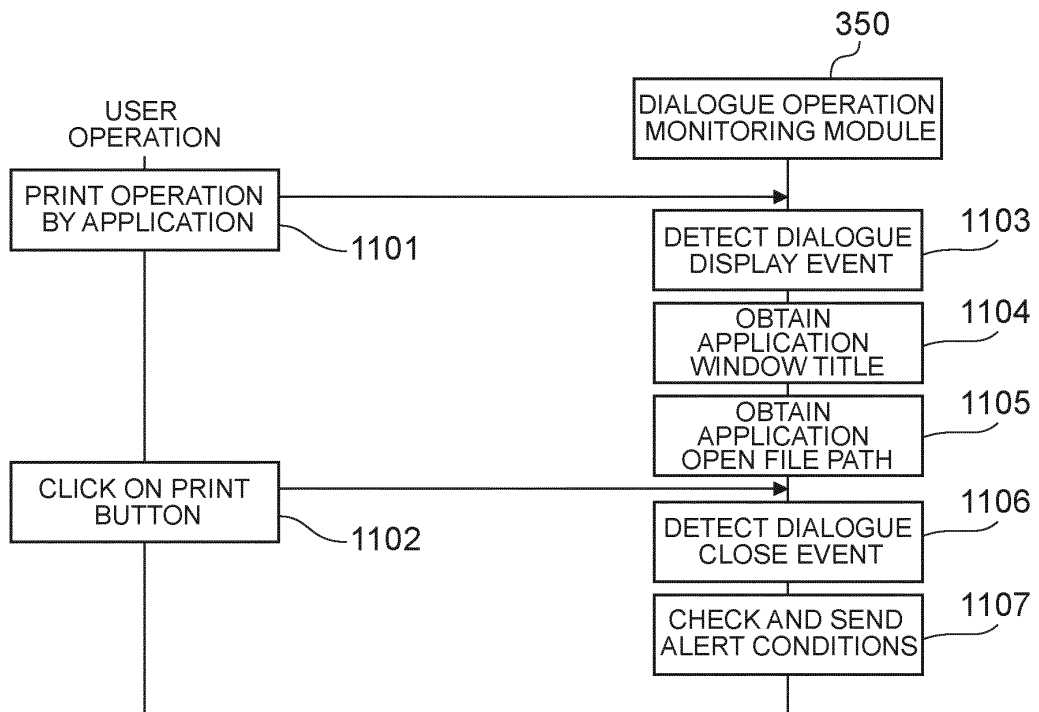 350
DIALOGUE OPERATION
MONITORING MODULE
USER
OPERATION
PRINT OPERATION
BY APPLICATION
1101
DETECT DIALOGUE
DISPLAY EVENT
1103
OBTAIN
APPLICATION
WINDOW TITLE
1104
OBTAIN
APPLICATION
OPEN FILE PATH
1105
CLICK ON PRINT
BUTTON
1102
DETECT DIALOGUE
CLOSE EVENT
1106
CHECK AND SEND
ALERT CONDITIONS
1107